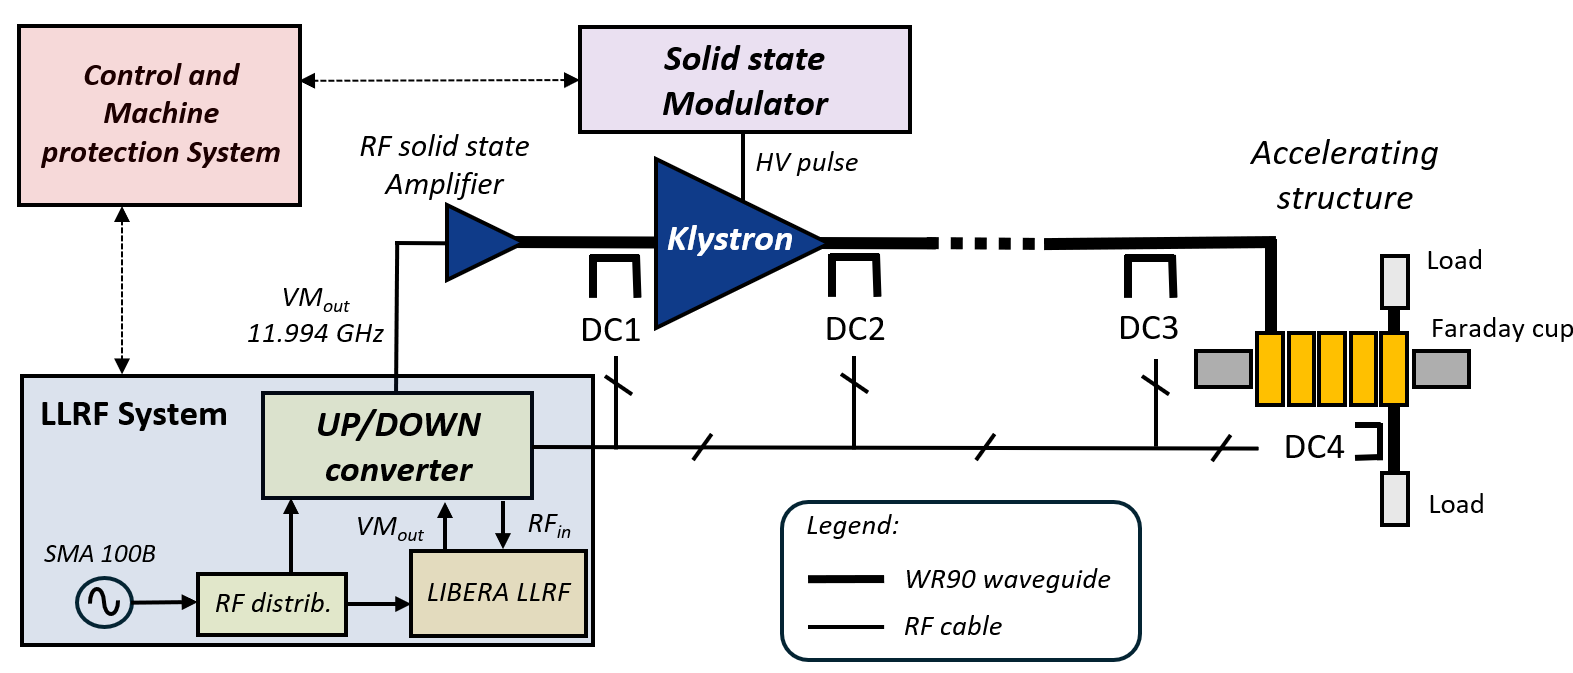 Control and
Machine
protection System
Solid state
Modulator
RF solid state
Amplifier
HV pulse
Klystron
Accelerating
structure
Load
Faraday cup
VMout
11.994 GHz
DC1
DC2
DC3
LLRF System
UP/DOWN
converter
DC4
Load
VMout
RFin
SMA 100B
RF distrib.
LIBERA LLRF
Legend:
WR90 waveguide
RF cable